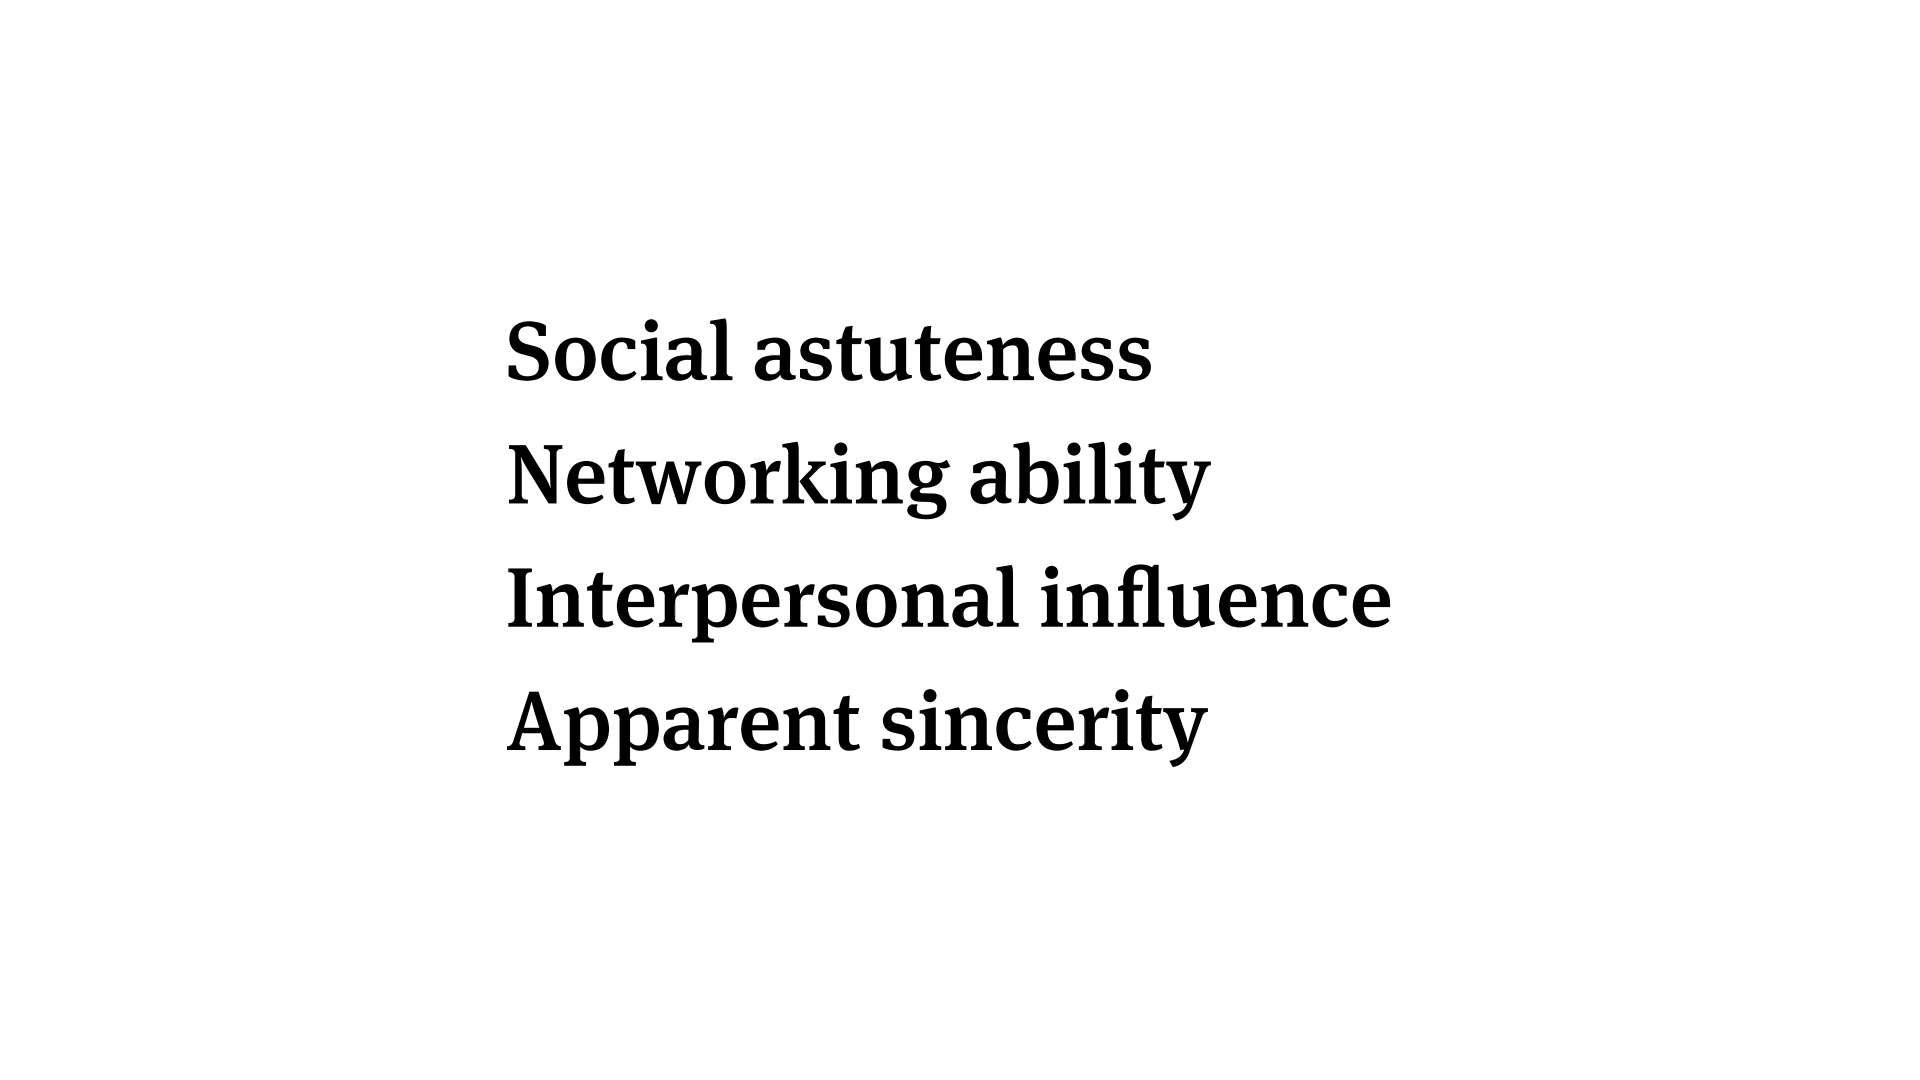 Social astuteness
Networking ability
Interpersonal influence
Apparent sincerity